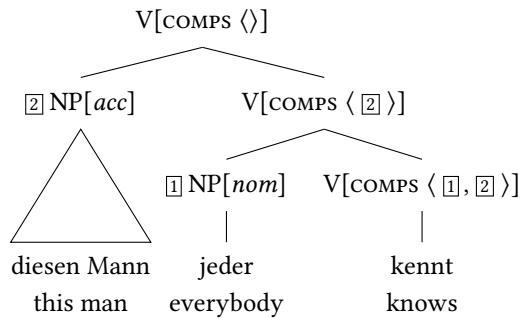 V[COMPS ⟨⟩]
2 NP[acc] V[COMPS ⟨ 2 ⟩]
1 NP[nom] V[COMPS ⟨ 1 , 2 ⟩]
diesen Mann jeder kennt
this man everybody knows